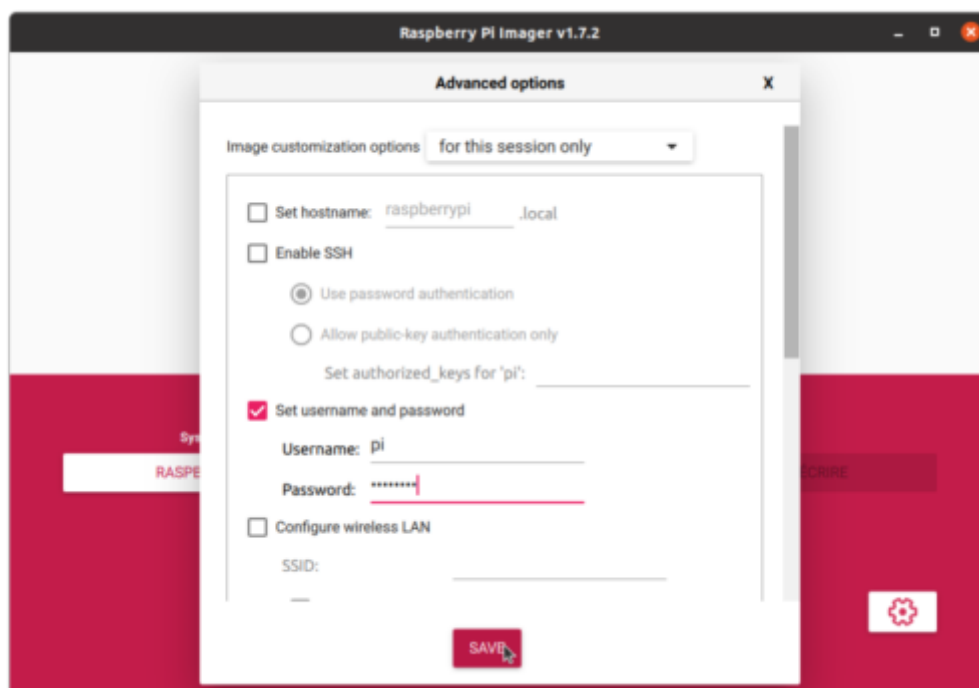 Raspberry Pi Imager v1.7.2
Advanced options X
Image customization options for this session only
Set hostname: raspberrypi .local
Enable SSH
Use password authentication
Allow public-key authentication only
Set authorized_keys for 'pi':
Set username and password
Username: pi
Password: ••••••••
Configure wireless LAN
SSID:
Sys
RASPE
ÉCRIRE
SAVE